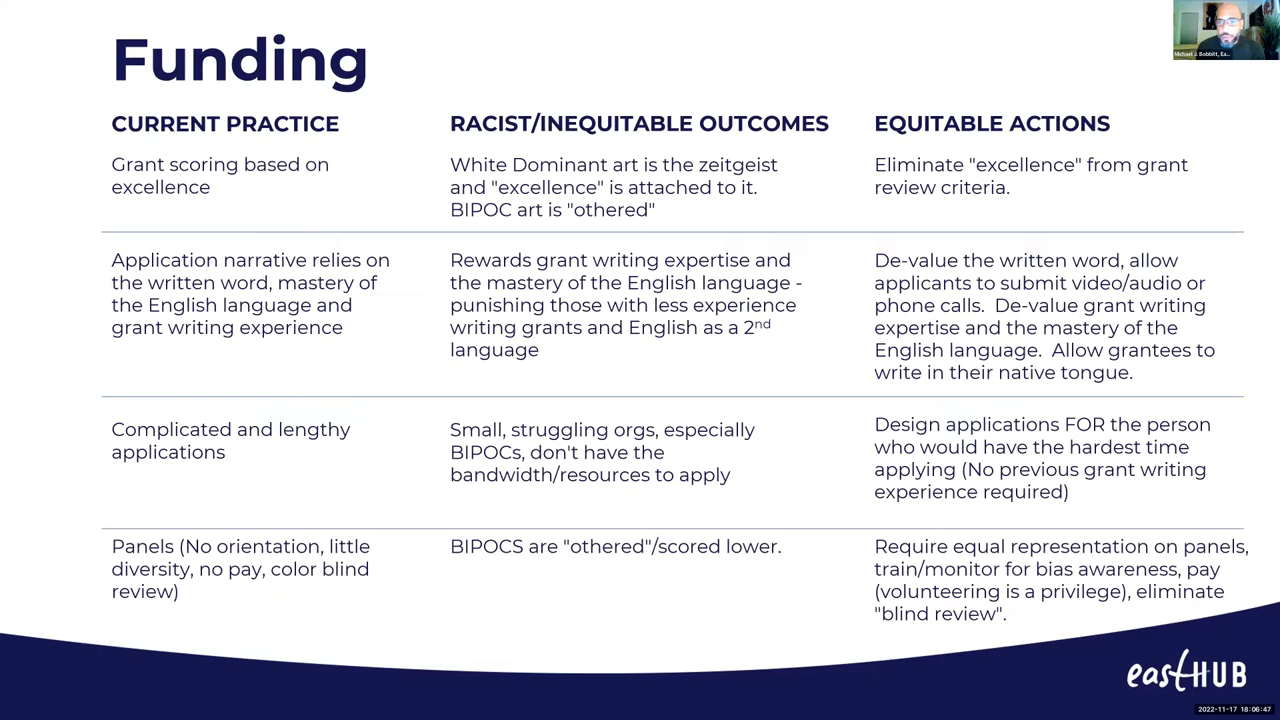 Funding
Michael J. Bobbitt, Ea...
CURRENT PRACTICE
RACIST/INEQUITABLE OUTCOMES
EQUITABLE ACTIONS
Grant scoring based on
excellence
White Dominant art is the zeitgeist
and "excellence" is attached to it.
BIPOC art is "othered"
Eliminate "excellence" from grant
review criteria.
Application narrative relies on
the written word, mastery of
the English language and
grant writing experience
Rewards grant writing expertise and
the mastery of the English language -
punishing those with less experience
writing grants and English as a 2nd
language
De-value the written word, allow
applicants to submit video/audio or
phone calls.  De-value grant writing
expertise and the mastery of the
English language.  Allow grantees to
write in their native tongue.
Complicated and lengthy
applications
Small, struggling orgs, especially
BIPOCs, don't have the
bandwidth/resources to apply
Design applications FOR the person
who would have the hardest time
applying (No previous grant writing
experience required)
Panels (No orientation, little
diversity, no pay, color blind
review)
BIPOCS are "othered"/scored lower.
Require equal representation on panels,
train/monitor for bias awareness, pay
(volunteering is a privilege), eliminate
"blind review".
eastHUB
2022-11-17 18:06:47